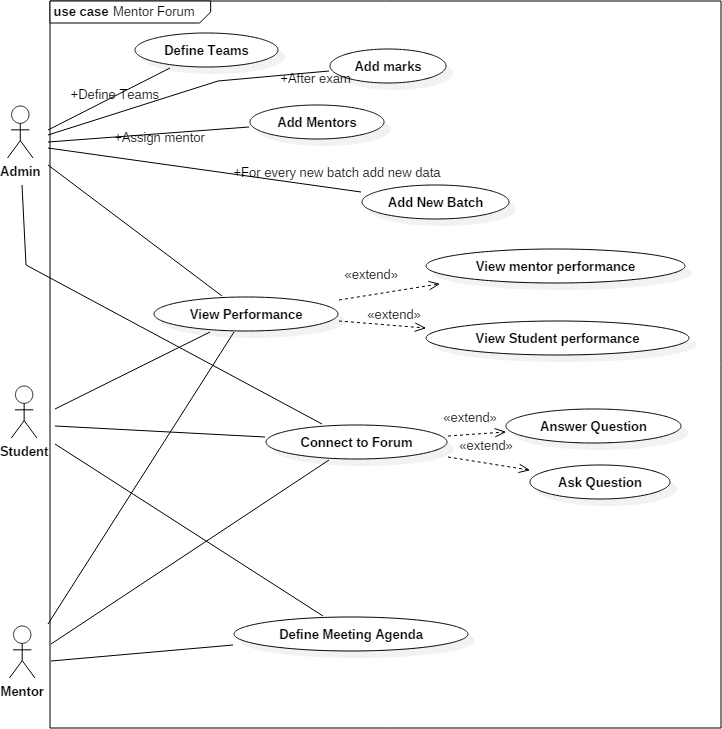 use case Mentor Forum
Define Teams
Add marks
+After exam
+Define Teams
Add Mentors
+Assign mentor
Admin
+For every new batch add new data
Add New Batch
View mentor performance
«extend»
View Performance
«extend»
View Student performance
«extend»
Answer Question
Connect to Forum
«extend»
Student
Ask Question
Define Meeting Agenda
Mentor